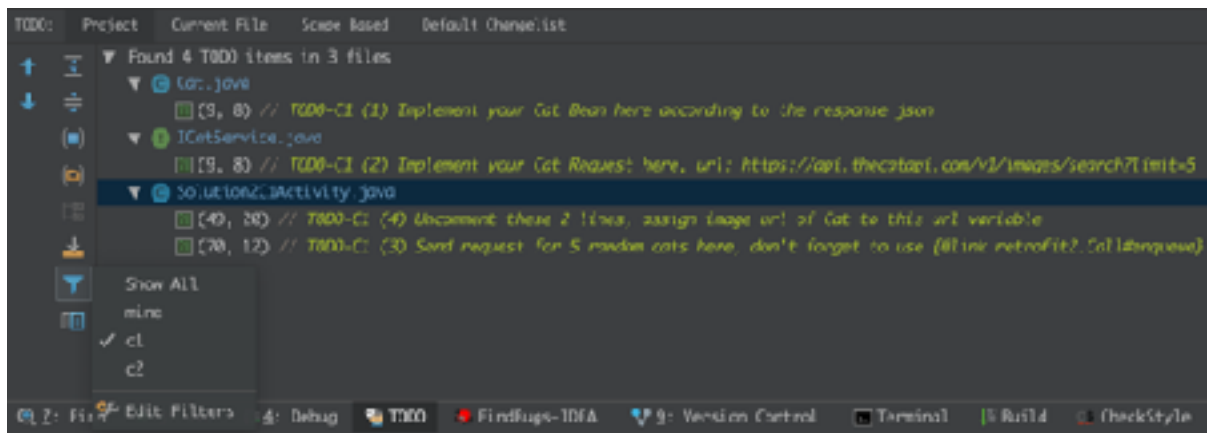 TODO: Project Current File Scope Based Default Changelist
Found 4 TODO items in 3 files
Cat.java
(9, 8) // TODO-C1 (1) Implement your Cat Bean here according to the response json
ICatService.java
(9, 8) // TODO-C1 (2) Implement your Cat Request here, url: https://api.thecatapi.com/v1/images/search?limit=5
Solution2C1Activity.java
(49, 20) // TODO-C1 (4) Uncomment these 2 lines, assign image url of Cat to this url variable
(70, 12) // TODO-C1 (3) Send request for 5 random cats here, don't forget to use {@link retrofit2.Call#enqueue}
Show All
mine
c1
c2
Edit Filters
4: Debug TODO FindBugs-IDEA 9: Version Control Terminal Build CheckStyle